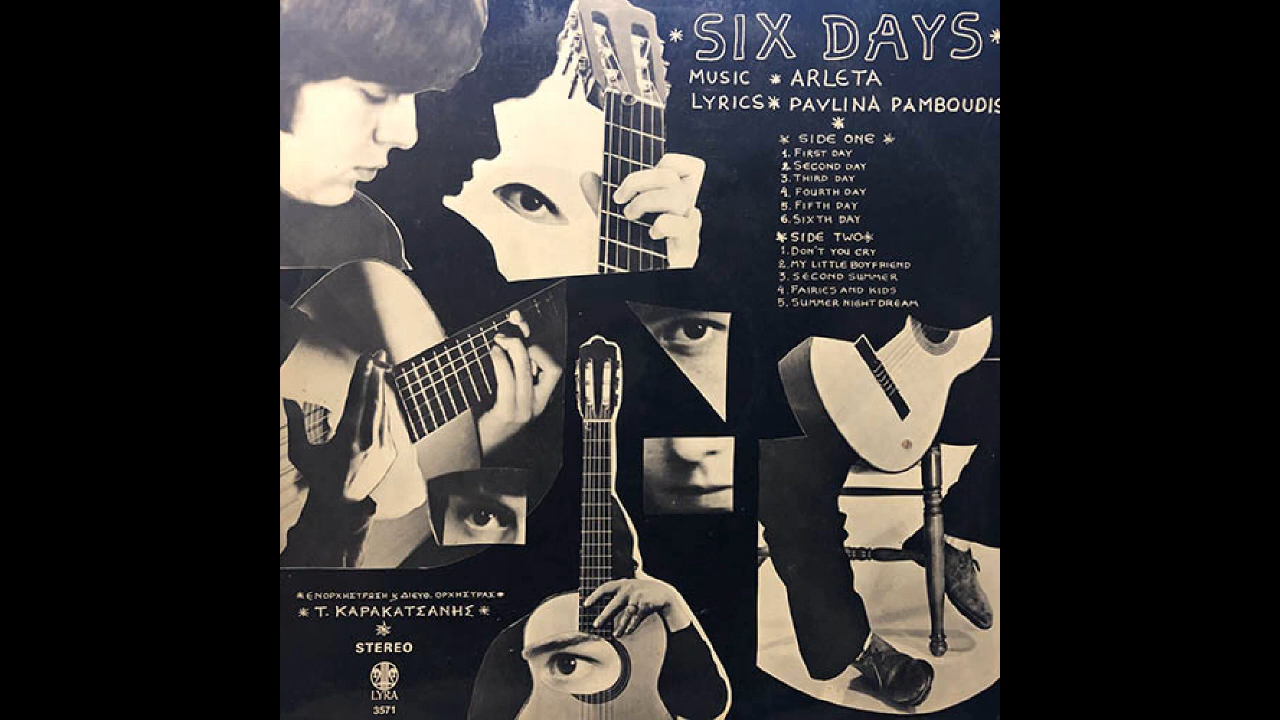 * SIX DAYS *
MUSIC * ARLETA
LYRICS * PAVLINA PAMBOUDIS
*
* SIDE ONE *
1. FIRST DAY
2. SECOND DAY
3. THIRD DAY
4. FOURTH DAY
5. FIFTH DAY
6. SIXTH DAY
* SIDE TWO *
1. DON'T YOU CRY
2. MY LITTLE BOYFRIEND
3. SECOND SUMMER
4. FAIRIES AND KIDS
5. SUMMER NIGHT DREAM
* ΕΝΟΡΧΗΣΤΡΩΣΗ & ΔΙΕΥΘ. ΟΡΧΗΣΤΡΑΣ *
* Τ. ΚΑΡΑΚΑΤΣΑΝΗΣ *
*
STEREO
LYRA
3571